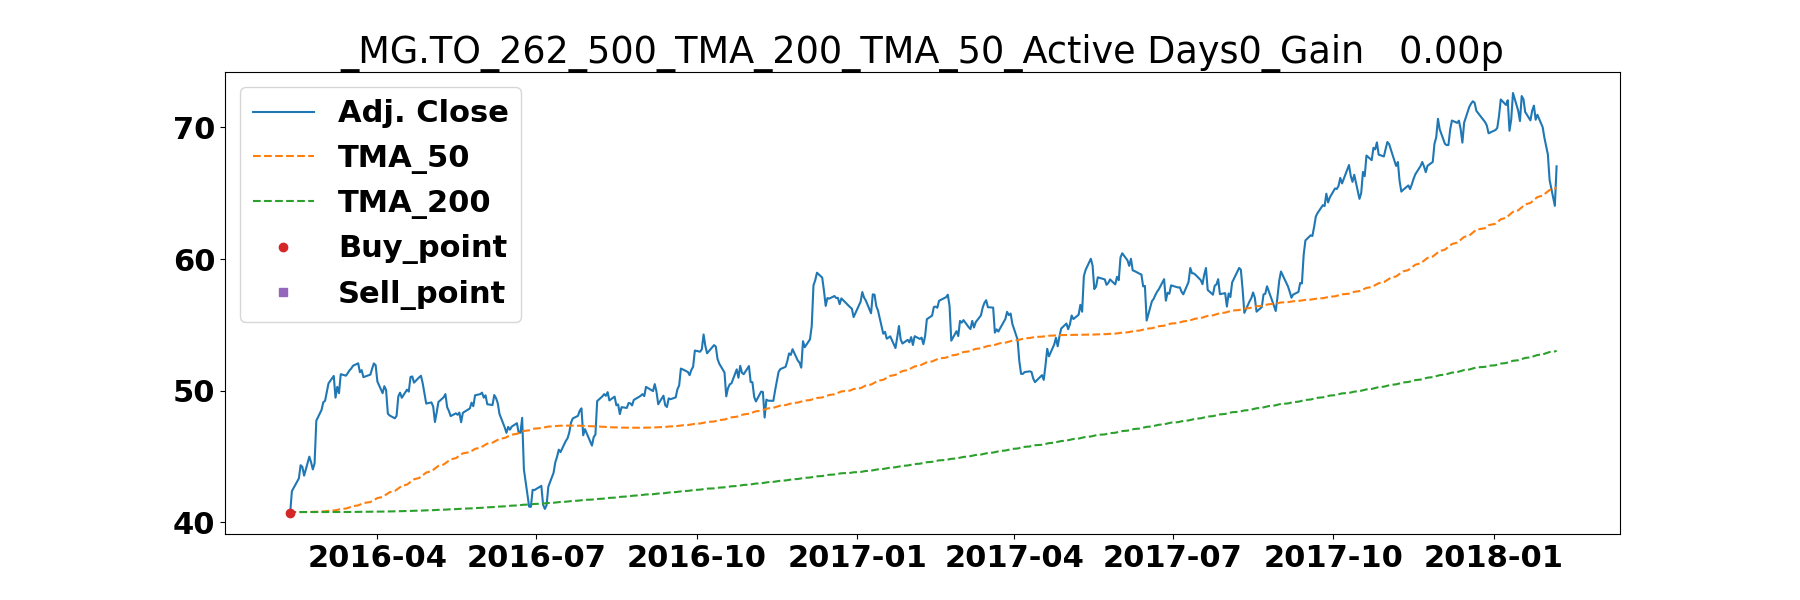 _MG.TO_262_500_TMA_200_TMA_50_Active Days0_Gain   0.00p
Adj. Close
TMA_50
TMA_200
Buy_point
Sell_point
70
60
50
40
2016-04 2016-07 2016-10 2017-01 2017-04 2017-07 2017-10 2018-01